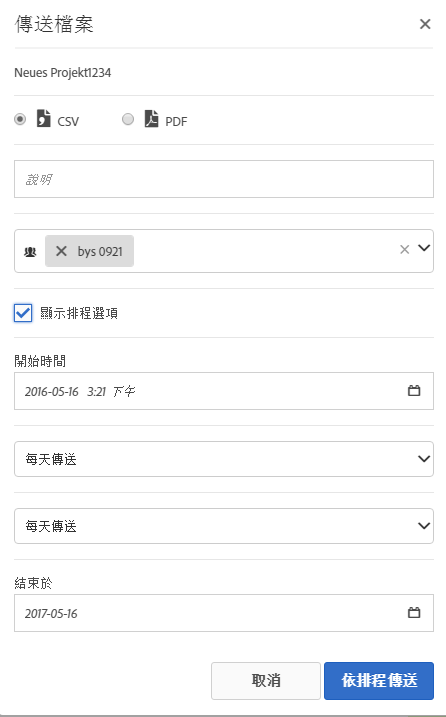 傳送檔案
Neues Projekt1234
CSV PDF
說明
bys 0921
顯示排程選項
開始時間
2016-05-16 3:21 下午
每天傳送
每天傳送
結束於
2017-05-16
取消 依排程傳送